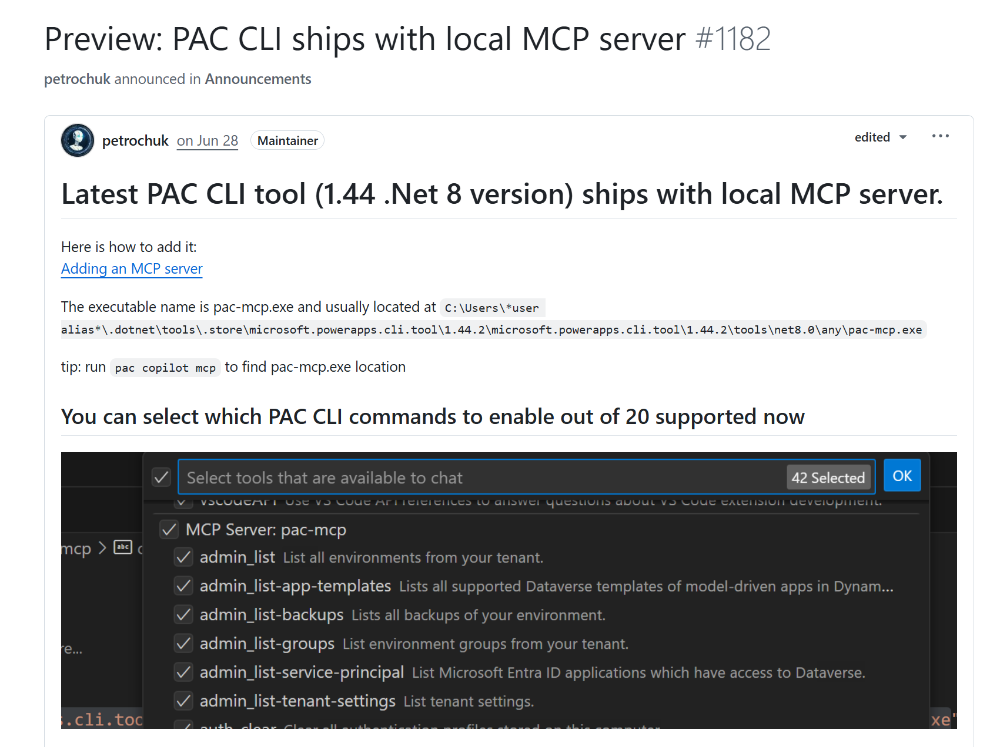 Preview: PAC CLI ships with local MCP server #1182
petrochuk announced in Announcements
petrochuk on Jun 28 Maintainer edited
Latest PAC CLI tool (1.44 .Net 8 version) ships with local MCP server.
Here is how to add it:
Adding an MCP server
The executable name is pac-mcp.exe and usually located at C:\Users\*user
alias*\.dotnet\tools\.store\microsoft.powerapps.cli.tool\1.44.2\microsoft.powerapps.cli.tool\1.44.2\tools\net8.0\any\pac-mcp.exe
tip: run pac copilot mcp to find pac-mcp.exe location
You can select which PAC CLI commands to enable out of 20 supported now
Select tools that are available to chat 42 Selected OK
vscodeAPI Use VS Code API references to answer questions about VS Code extension development.
MCP Server: pac-mcp
mcp > abc
admin_list List all environments from your tenant.
admin_list-app-templates Lists all supported Dataverse templates of model-driven apps in Dynam...
admin_list-backups Lists all backups of your environment.
re...
admin_list-groups List environment groups from your tenant.
admin_list-service-principal List Microsoft Entra ID applications which have access to Dataverse.
admin_list-tenant-settings List tenant settings.
s.cli.too xe"
auth_clear Clear all authentication profiles stored on this computer